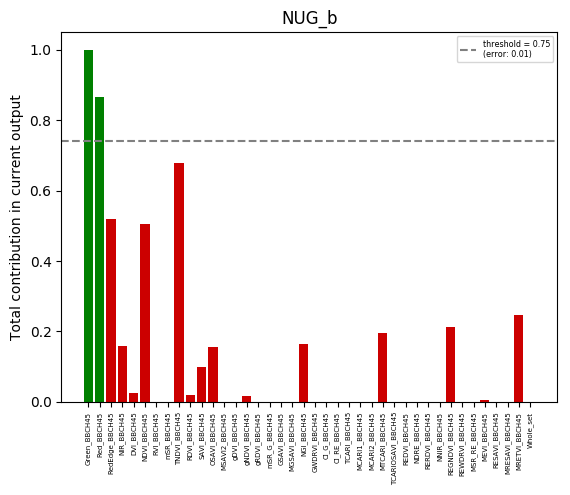 NUG_b
threshold = 0.75
(error: 0.01)
Total contribution in current output
1.0
0.8
0.6
0.4
0.2
0.0
Green_BBCH45
Red_BBCH45
RedEdge_BBCH45
NIR_BBCH45
DVI_BBCH45
NDVI_BBCH45
RVI_BBCH45
mSR_BBCH45
TNDVI_BBCH45
RDVI_BBCH45
SAVI_BBCH45
OSAVI_BBCH45
MSAVI2_BBCH45
gDVI_BBCH45
gNDVI_BBCH45
gRDVI_BBCH45
mSR_G_BBCH45
GSAVI_BBCH45
MGSAVI_BBCH45
NGI_BBCH45
GWDRVI_BBCH45
CI_G_BBCH45
CI_RE_BBCH45
TCARI_BBCH45
MCARI1_BBCH45
MCARI2_BBCH45
MTCARI_BBCH45
TCARIOSAVI_BBCH45
REDVI_BBCH45
NDRE_BBCH45
RERDVI_BBCH45
NNIR_BBCH45
REGNDVI_BBCH45
REWDRVI_BBCH45
MSR_RE_BBCH45
MEVI_BBCH45
RESAVI_BBCH45
MRESAVI_BBCH45
MRETVI_BBCH45
Whole_set